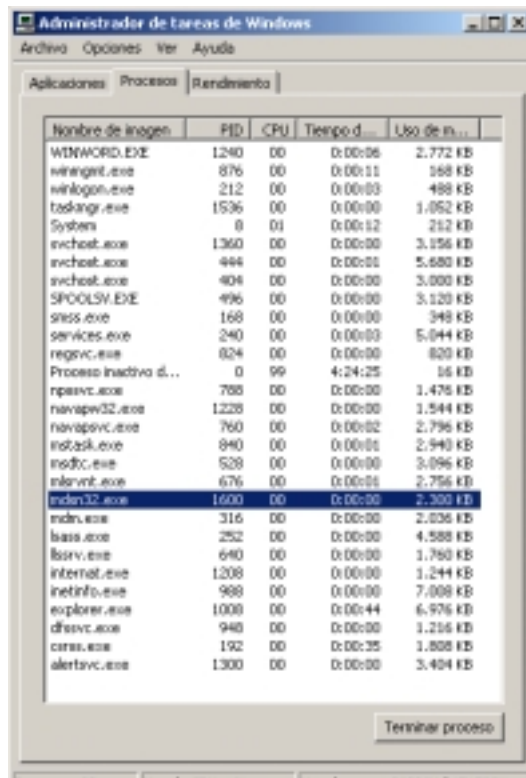 Administrador de tareas de Windows
Archivo Opciones Ver Ayuda
Aplicaciones Procesos Rendimiento
Nombre de imagen PID CPU Tiempo d... Uso de m...
WINWORD.EXE 1240 00 0:00:06 2.772 KB
winmgmt.exe 876 00 0:00:11 168 KB
winlogon.exe 212 00 0:00:03 488 KB
taskmgr.exe 1536 00 0:00:00 1.052 KB
System 8 01 0:00:12 212 KB
svchost.exe 1360 00 0:00:00 3.156 KB
svchost.exe 444 00 0:00:01 5.680 KB
svchost.exe 404 00 0:00:00 3.000 KB
SPOOLSV.EXE 496 00 0:00:00 3.120 KB
smss.exe 168 00 0:00:00 348 KB
services.exe 240 00 0:00:03 5.044 KB
regsvc.exe 824 00 0:00:00 820 KB
Proceso inactivo d... 0 99 4:24:25 16 KB
npssvc.exe 788 00 0:00:00 1.476 KB
navapw32.exe 1228 00 0:00:00 1.544 KB
navapsvc.exe 760 00 0:00:02 2.796 KB
mstask.exe 840 00 0:00:01 2.940 KB
msdtc.exe 528 00 0:00:00 3.096 KB
676 00 0:00:01 2.756 KB
mdm32.exe 1600 00 0:00:00 2.300 KB
mdm.exe 316 00 0:00:00 2.036 KB
lsass.exe 252 00 0:00:00 4.588 KB
llssrv.exe 640 00 0:00:00 1.760 KB
internat.exe 1208 00 0:00:00 1.244 KB
inetinfo.exe 988 00 0:00:00 7.008 KB
explorer.exe 1008 00 0:00:44 6.976 KB
dfssvc.exe 948 00 0:00:00 1.216 KB
csrss.exe 192 00 0:00:35 1.808 KB
alertsvc.exe 1300 00 0:00:00 3.404 KB
Terminar proceso